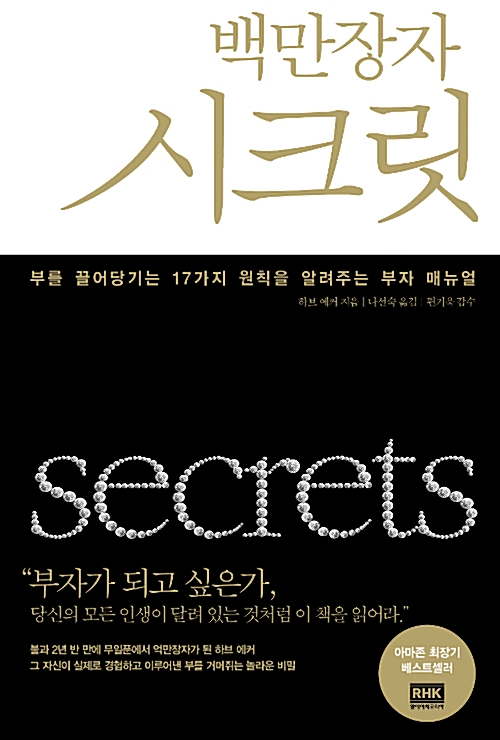 백만장자
시크릿
부를 끌어당기는 17가지 원칙을 알려주는 부자 매뉴얼
하브 에커 지음 | 나선숙 옮김 | 편기욱 감수
secrets
“부자가 되고 싶은가,
당신의 모든 인생이 달려 있는 것처럼 이 책을 읽어라.”
불과 2년 반 만에 무일푼에서 억만장자가 된 하브 에커
그 자신이 실제로 경험하고 이루어낸 부를 거머쥐는 놀라운 비밀
아마존 최장기
베스트셀러
RHK
알에이치코리아